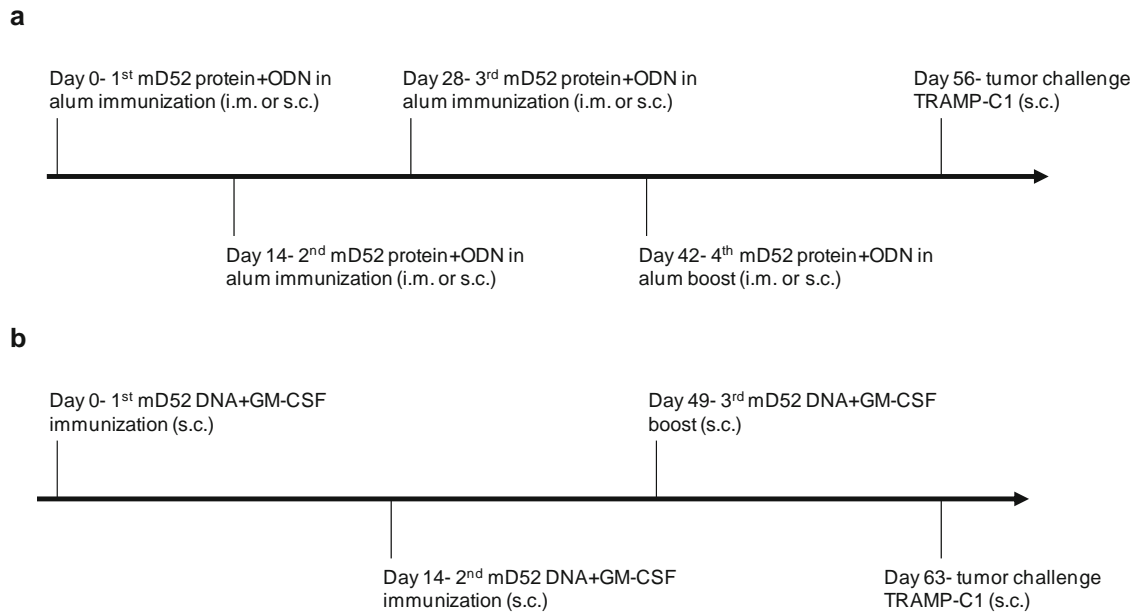 a
Day 0- 1st mD52 protein+ODN in
alum immunization (i.m. or s.c.)
Day 28- 3rd mD52 protein+ODN in
alum immunization (i.m. or s.c.)
Day 56- tumor challenge
TRAMP-C1 (s.c.)
Day 14- 2nd mD52 protein+ODN in
alum immunization (i.m. or s.c.)
Day 42- 4th mD52 protein+ODN in
alum boost (i.m. or s.c.)
b
Day 0- 1st mD52 DNA+GM-CSF
immunization (s.c.)
Day 49- 3rd mD52 DNA+GM-CSF
boost (s.c.)
Day 14- 2nd mD52 DNA+GM-CSF
immunization (s.c.)
Day 63- tumor challenge
TRAMP-C1 (s.c.)